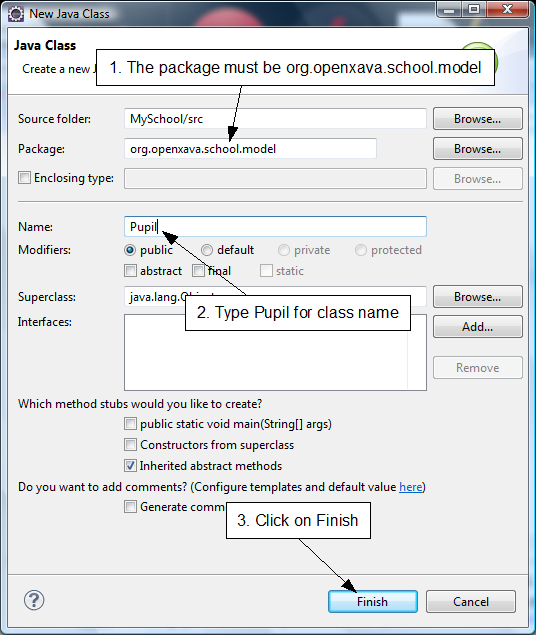 New Java Class
Java Class
Create a new J
1. The package must be org.openxava.school.model
Source folder: MySchool/src Browse...
Package: org.openxava.school.model Browse...
Enclosing type: Browse...
Name: Pupil
Modifiers: public default private protected
abstract final static
Superclass: java.lang.Object Browse...
2. Type Pupil for class name
Interfaces: Add...
Remove
Which method stubs would you like to create?
public static void main(String[] args)
Constructors from superclass
Inherited abstract methods
Do you want to add comments? (Configure templates and default value here)
Generate comm
3. Click on Finish
? Finish Cancel